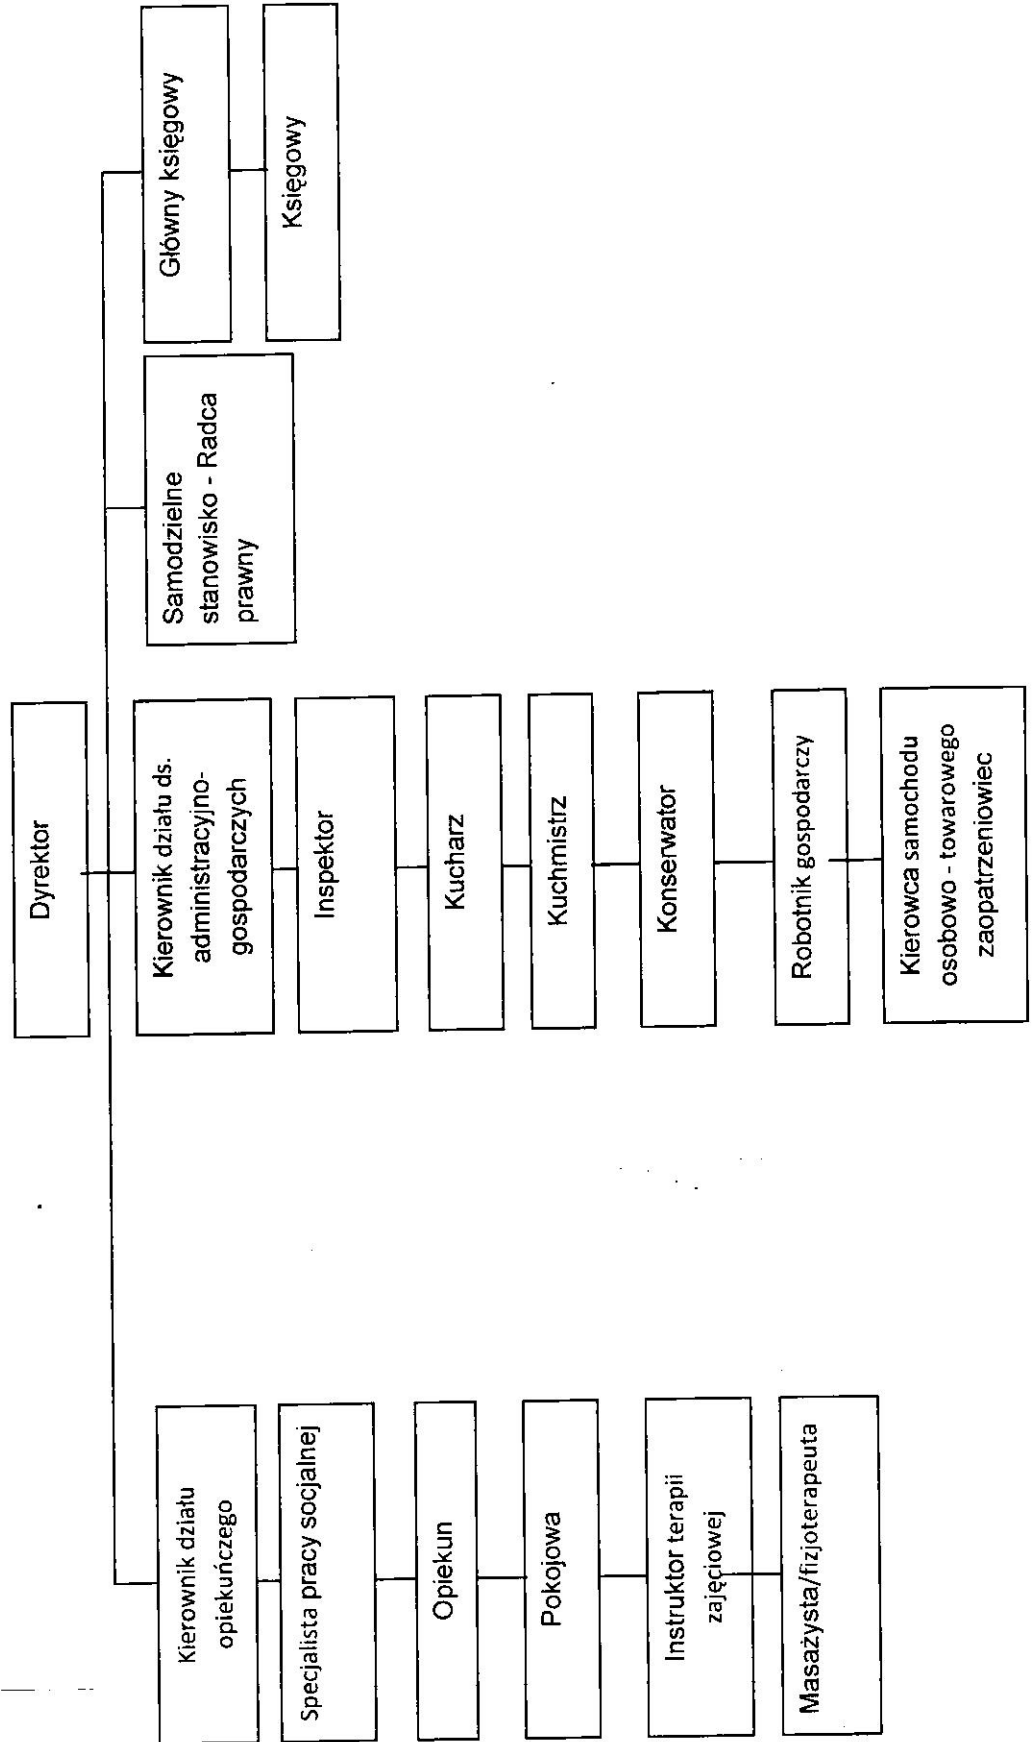 Dyrektor
Kierownik działu
opiekuńczego
Specjalista pracy socjalnej
Opiekun
Pokojowa
Instruktor terapii
zajęciowej
Masażysta/fizjoterapeuta
Kierownik działu ds.
administracyjno-
gospodarczych
Inspektor
Kucharz
Kuchmistrz
Konserwator
Robotnik gospodarczy
Kierowca samochodu
osobowo - towarowego
zaopatrzeniowiec
Samodzielne
stanowisko - Radca
prawny
Główny księgowy
Księgowy